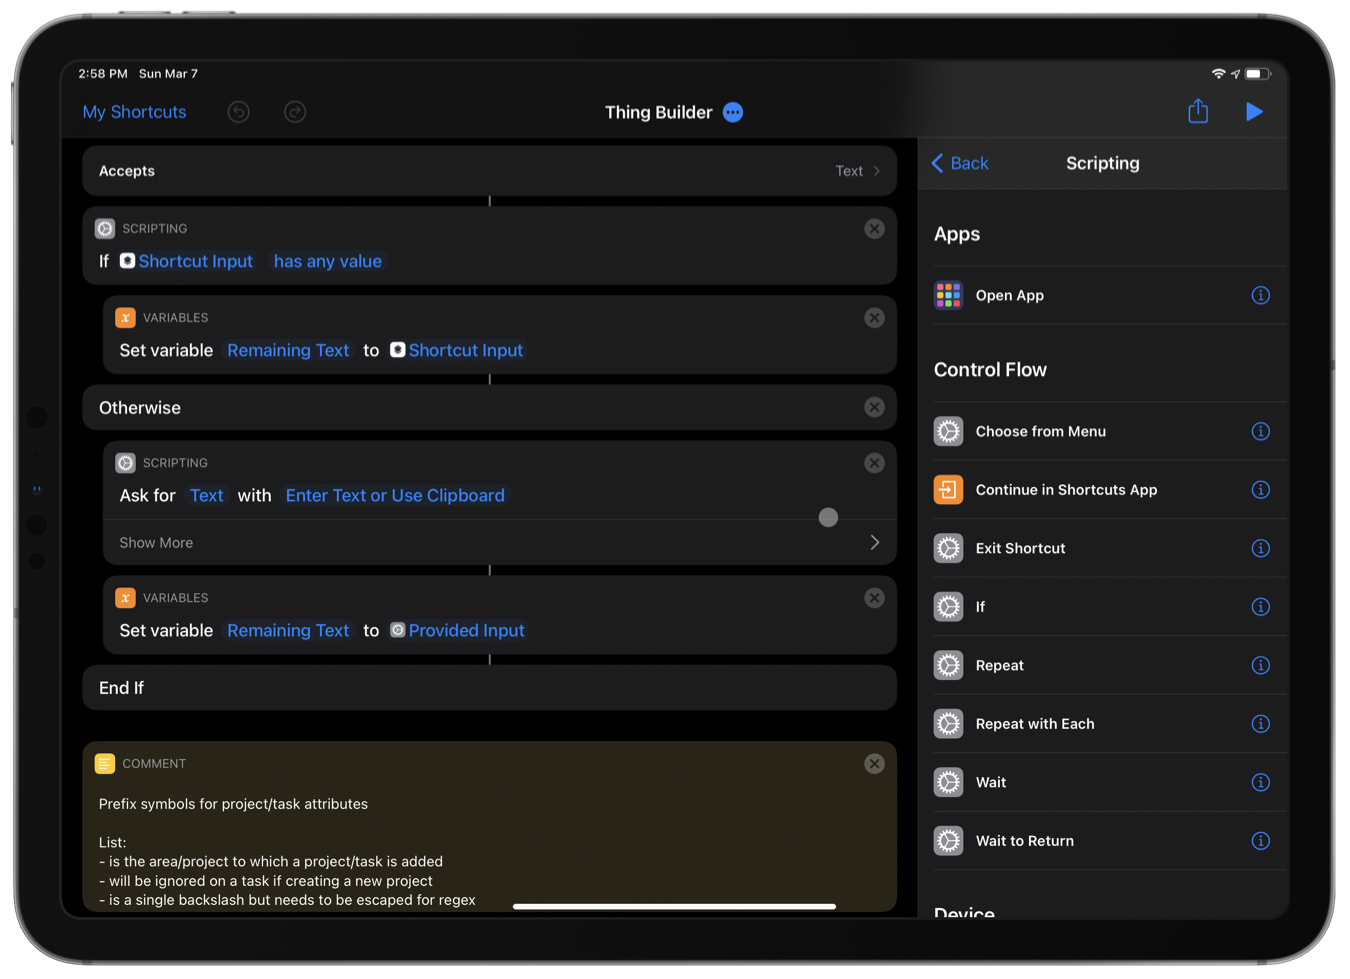 2:58 PM Sun Mar 7
My Shortcuts
Thing Builder
Accepts
Text
SCRIPTING
If Shortcut Input has any value
VARIABLES
Set variable Remaining Text to Shortcut Input
Otherwise
SCRIPTING
Ask for Text with Enter Text or Use Clipboard
Show More
VARIABLES
Set variable Remaining Text to Provided Input
End If
COMMENT
Prefix symbols for project/task attributes
List:
- is the area/project to which a project/task is added
- will be ignored on a task if creating a new project
- is a single backslash but needs to be escaped for regex
Back
Scripting
Apps
Open App
Control Flow
Choose from Menu
Continue in Shortcuts App
Exit Shortcut
If
Repeat
Repeat with Each
Wait
Wait to Return
Device